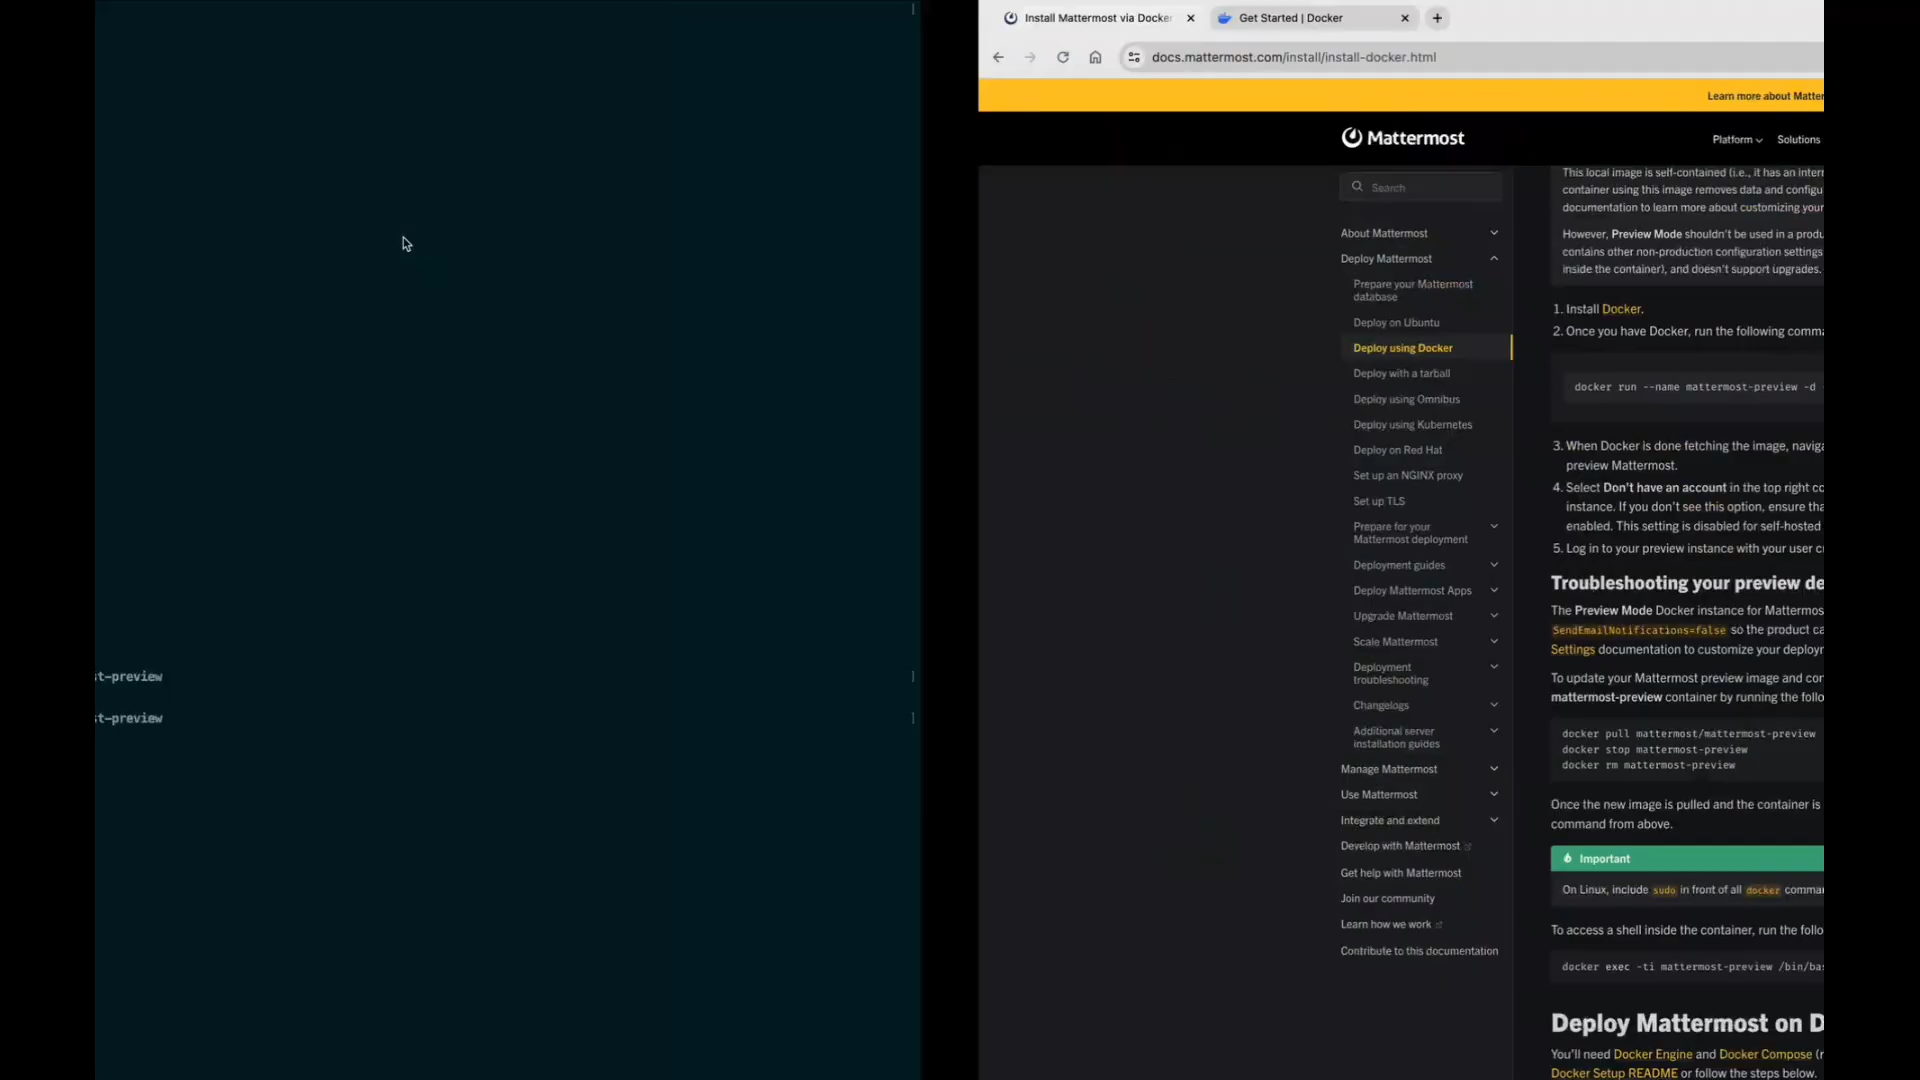 st-preview
st-preview
Install Mattermost via Docker
Get Started | Docker
docs.mattermost.com/install/install-docker.html
Learn more about Matter
Mattermost
Platform
Solutions
Search
About Mattermost
Deploy Mattermost
Prepare your Mattermost
database
Deploy on Ubuntu
Deploy using Docker
Deploy with a tarball
Deploy using Omnibus
Deploy using Kubernetes
Deploy on Red Hat
Set up an NGINX proxy
Set up TLS
Prepare for your
Mattermost deployment
Deployment guides
Deploy Mattermost Apps
Upgrade Mattermost
Scale Mattermost
Deployment
troubleshooting
Changelogs
Additional server
installation guides
Manage Mattermost
Use Mattermost
Integrate and extend
Develop with Mattermost
Get help with Mattermost
Join our community
Learn how we work
Contribute to this documentation
This local image is self-contained (i.e., it has an inter
container using this image removes data and configu
documentation to learn more about customizing your
However, Preview Mode shouldn't be used in a produ
contains other non-production configuration settings
inside the container), and doesn't support upgrades.
1. Install Docker.
2. Once you have Docker, run the following comma
docker run --name mattermost-preview -d
3. When Docker is done fetching the image, naviga
preview Mattermost.
4. Select Don't have an account in the top right co
instance. If you don't see this option, ensure tha
enabled. This setting is disabled for self-hosted
5. Log in to your preview instance with your user c
Troubleshooting your preview de
The Preview Mode Docker instance for Mattermos
SendEmailNotifications=false so the product ca
Settings documentation to customize your deploym
To update your Mattermost preview image and con
mattermost-preview container by running the follo
docker pull mattermost/mattermost-preview
docker stop mattermost-preview
docker rm mattermost-preview
Once the new image is pulled and the container is
command from above.
Important
On Linux, include sudo in front of all docker comma
To access a shell inside the container, run the follo
docker exec -ti mattermost-preview /bin/bas
Deploy Mattermost on D
You'll need Docker Engine and Docker Compose (r
Docker Setup README or follow the steps below.